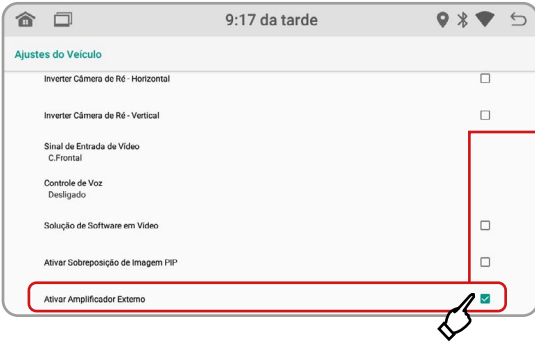 9:17 da tarde
Ajustes do Veículo
Inverter Câmera de Ré - Horizontal
Inverter Câmera de Ré - Vertical
Sinal de Entrada de Vídeo
C.Frontal
Controle de Voz
Desligado
Solução de Software em Video
Ativar Sobreposição de Imagem PIP
Ativar Amplificador Externo